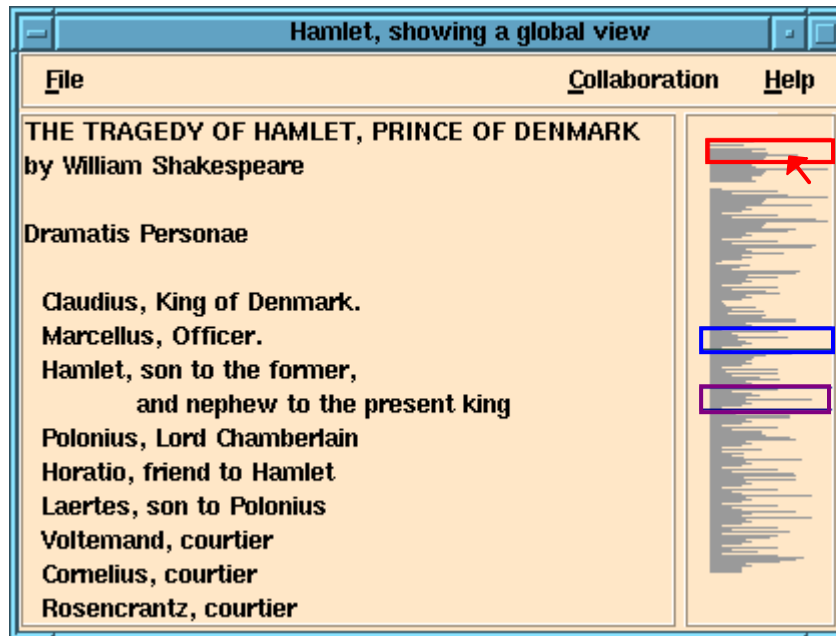 Hamlet, showing a global view
File Collaboration Help
THE TRAGEDY OF HAMLET, PRINCE OF DENMARK
by William Shakespeare
Dramatis Personae
Claudius, King of Denmark.
Marcellus, Officer.
Hamlet, son to the former,
and nephew to the present king
Polonius, Lord Chamberlain
Horatio, friend to Hamlet
Laertes, son to Polonius
Voltemand, courtier
Cornelius, courtier
Rosencrantz, courtier